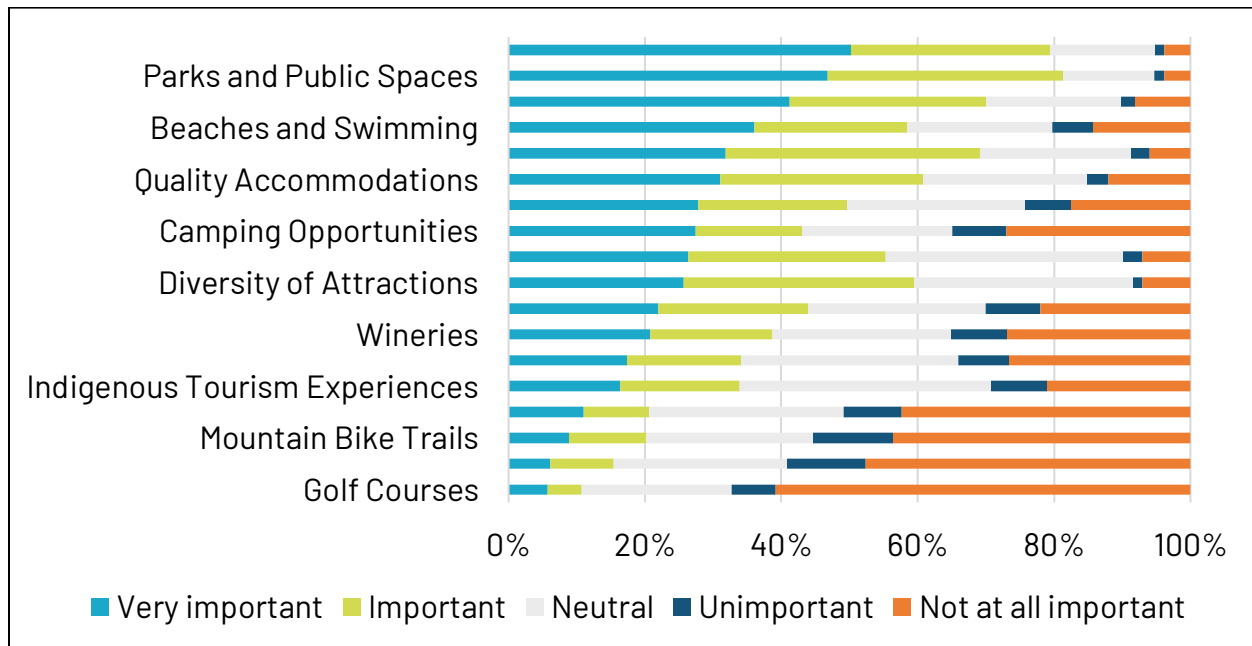 Parks and Public Spaces
Beaches and Swimming
Quality Accommodations
Camping Opportunities
Diversity of Attractions
Wineries
Indigenous Tourism Experiences
Mountain Bike Trails
Golf Courses
0% 20% 40% 60% 80% 100%
Very important Important Neutral Unimportant Not at all important